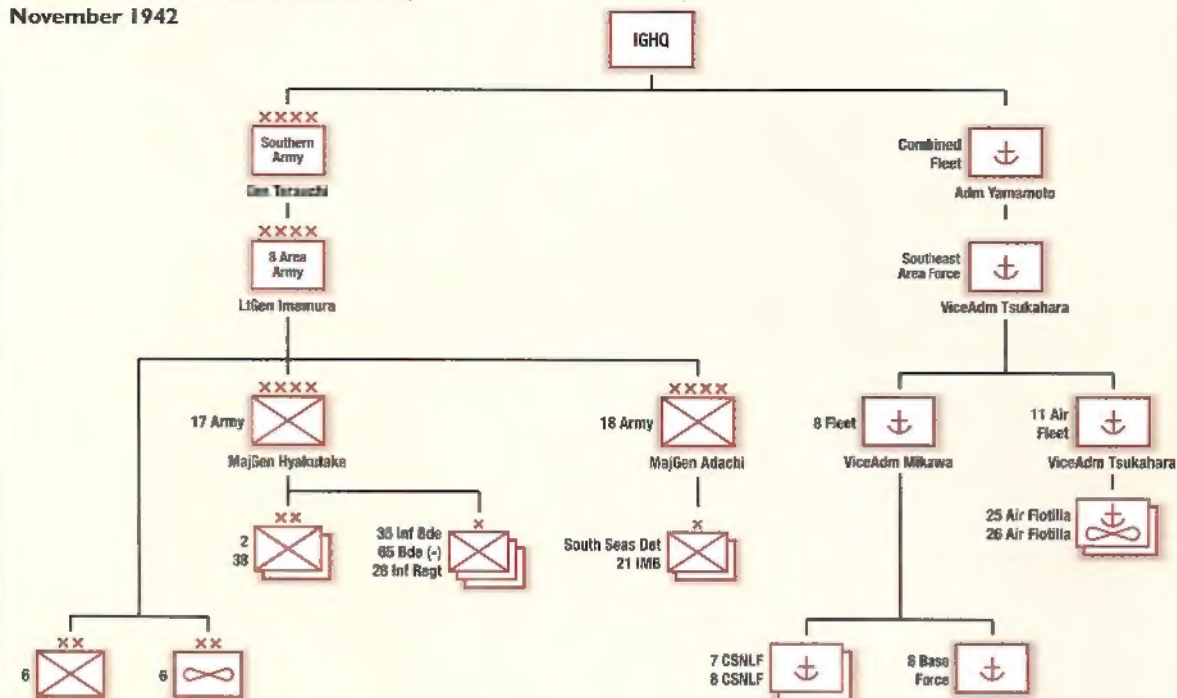 November 1942
IGHQ
XXXX
Southern
Army
Gen Terauchi
Combined
Fleet
Adm Yamamoto
XXXX
8 Area
Army
LtGen Imamura
Southeast
Area Force
ViceAdm Tsukahara
XXXX
17 Army
MajGen Hyakutake
XXXX
18 Army
MajGen Adachi
8 Fleet
ViceAdm Mikawa
11 Air
Fleet
ViceAdm Tsukahara
XX
2
38
X
35 Inf Bde
65 Bde (-)
28 Inf Regt
X
South Seas Det
21 IMB
25 Air Flotilla
26 Air Flotilla
XX
6
XX
6
7 CSNLF
8 CSNLF
8 Base
Force